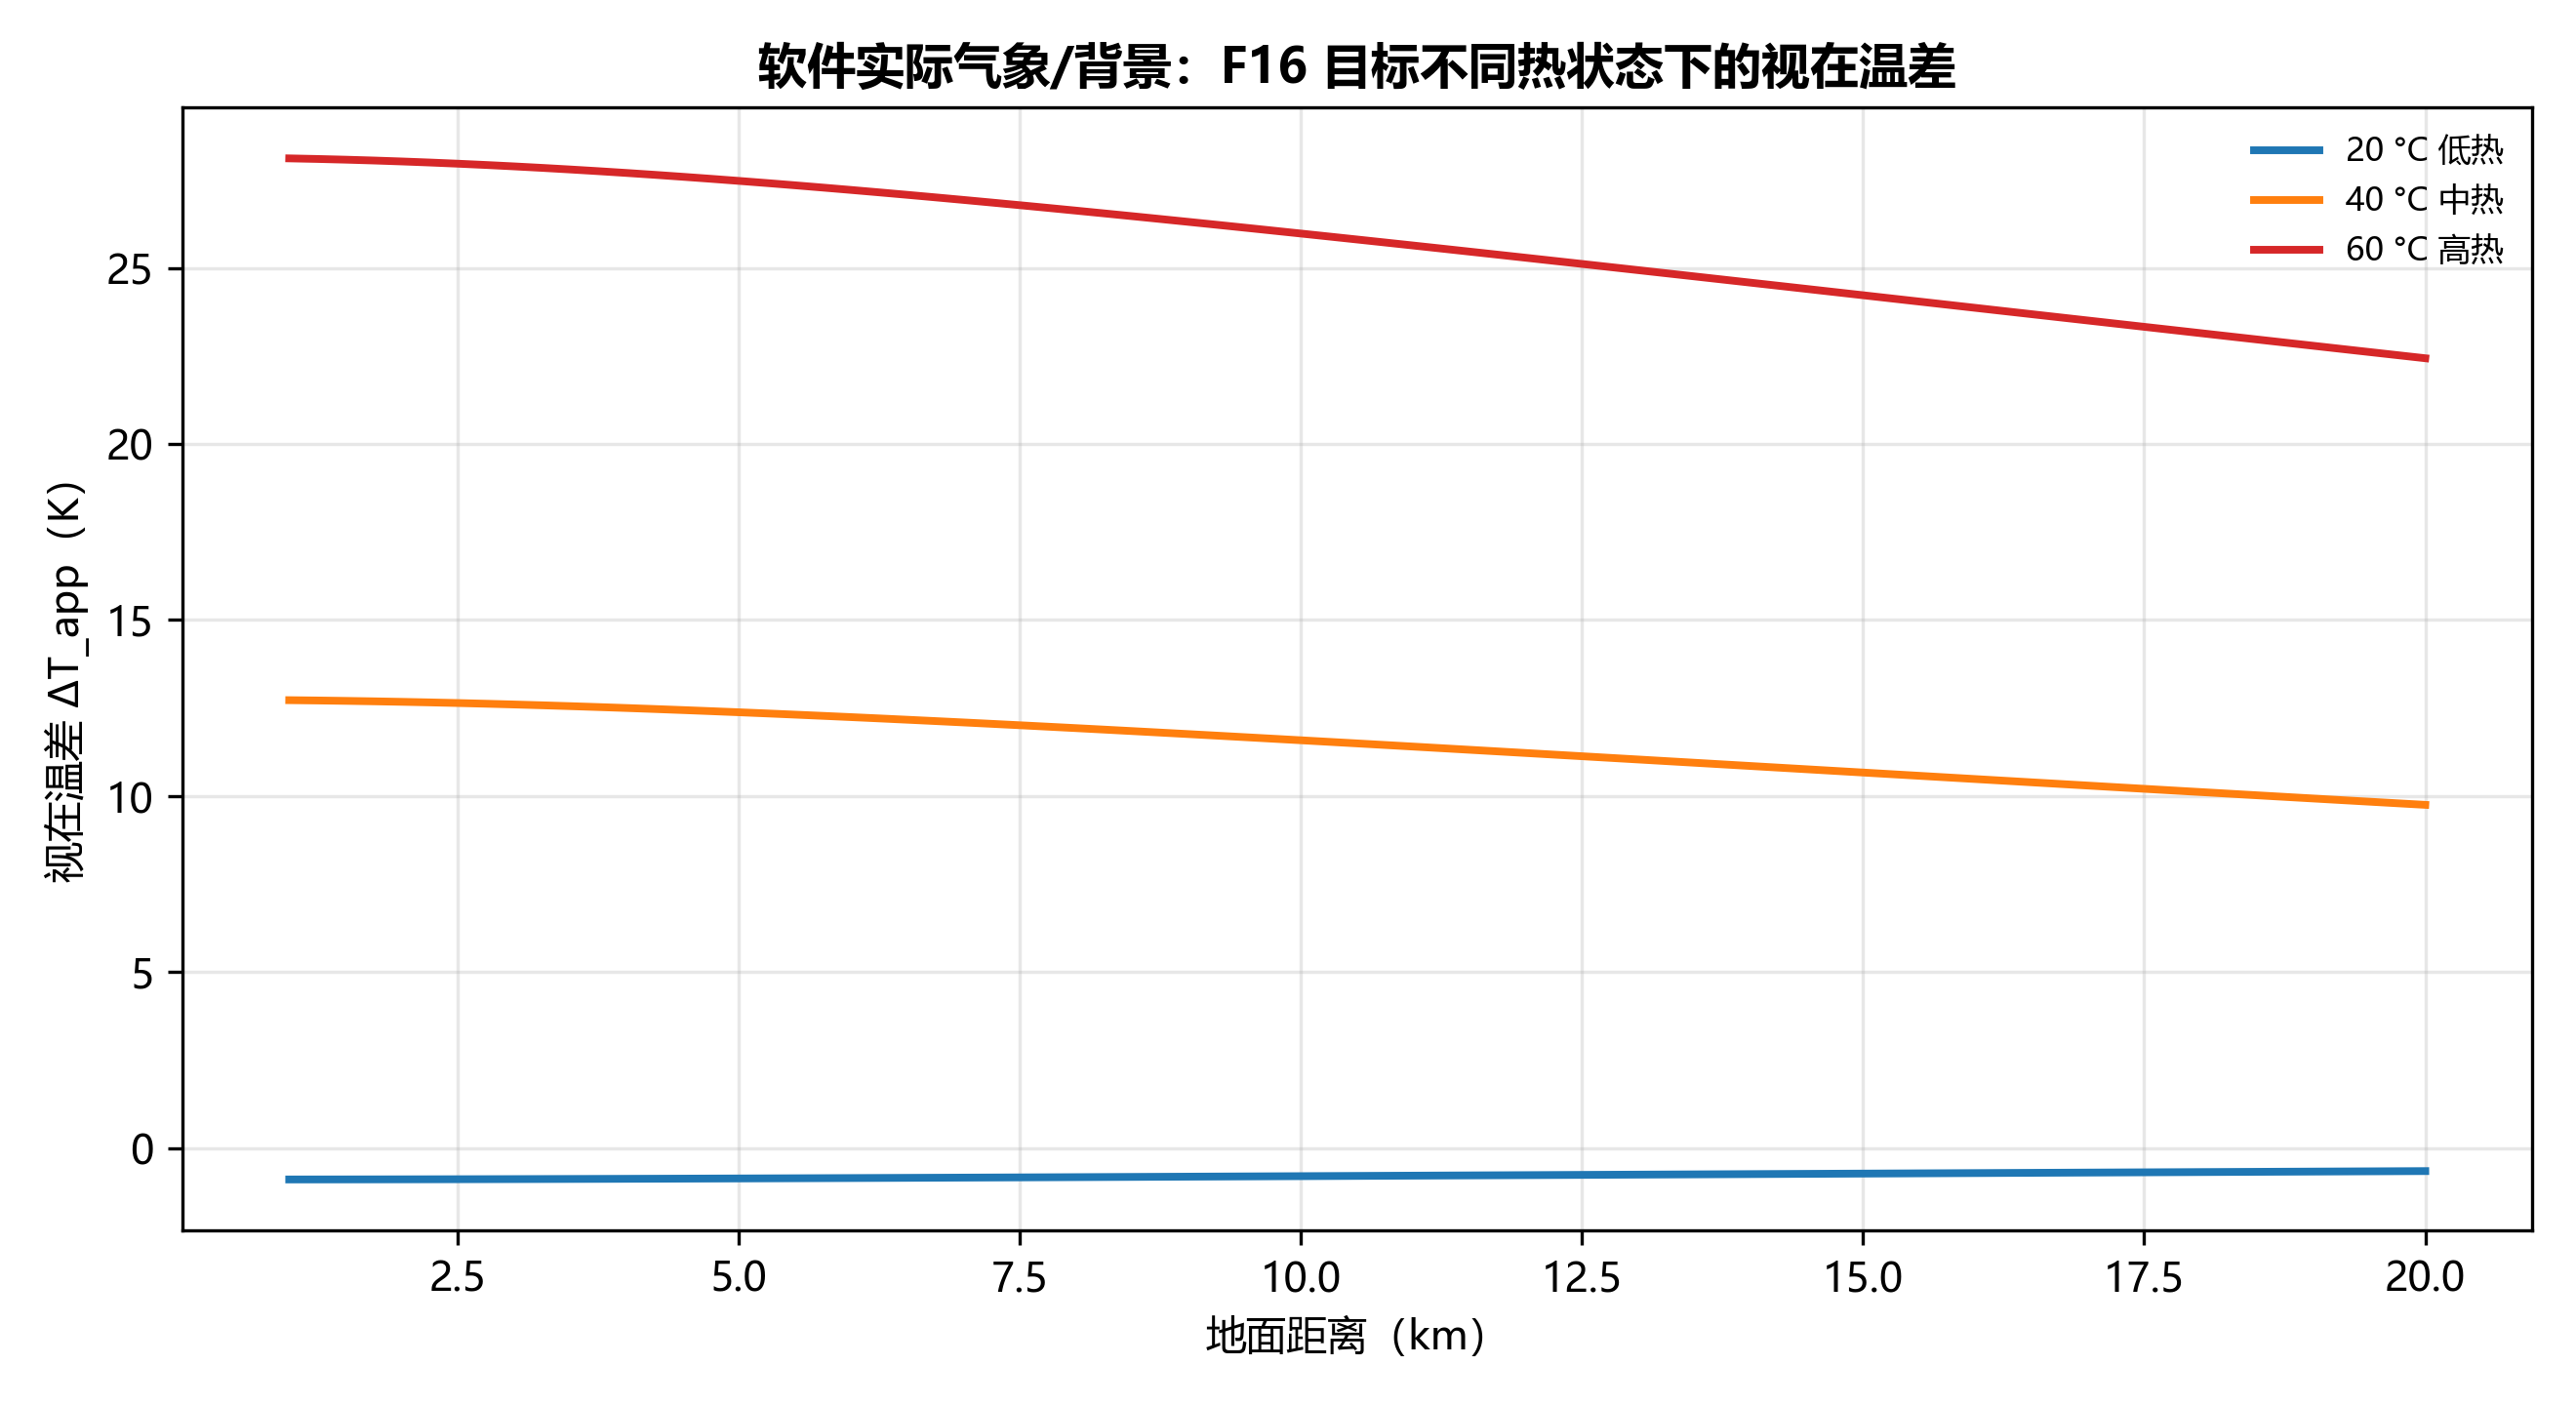 软件实际气象/背景：F16 目标不同热状态下的视在温差
20 °C 低热
40 °C 中热
60 °C 高热
视在温差 ΔT_app（K）
25
20
15
10
5
0
2.5 5.0 7.5 10.0 12.5 15.0 17.5 20.0
地面距离（km）